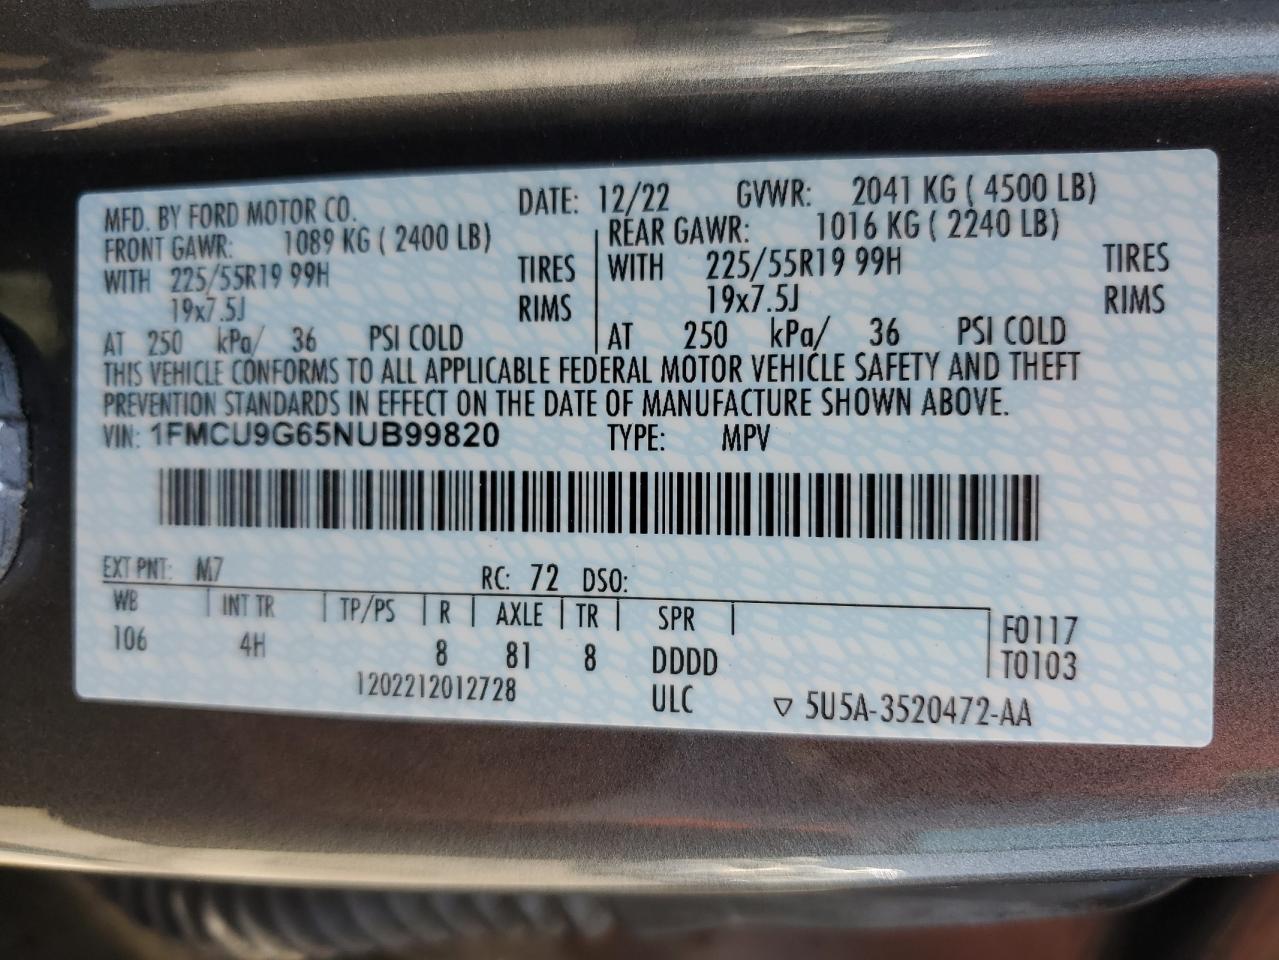 MFD. BY FORD MOTOR CO. DATE: 12/22 GVWR: 2041 KG ( 4500 LB)
FRONT GAWR: 1089 KG ( 2400 LB) REAR GAWR: 1016 KG ( 2240 LB)
WITH 225/55R19 99H TIRES WITH 225/55R19 99H TIRES
19x7.5J RIMS 19x7.5J RIMS
AT 250 kPa/ 36 PSI COLD AT 250 kPa/ 36 PSI COLD
THIS VEHICLE CONFORMS TO ALL APPLICABLE FEDERAL MOTOR VEHICLE SAFETY AND THEFT
PREVENTION STANDARDS IN EFFECT ON THE DATE OF MANUFACTURE SHOWN ABOVE.
VIN: 1FMCU9G65NUB99820 TYPE: MPV
EXT PNT: M7 RC: 72 DSO:
WB INT TR TP/PS R AXLE TR SPR F0117
106 4H 8 81 8 DDDD T0103
1202212012728 ULC ▽ 5U5A-3520472-AA